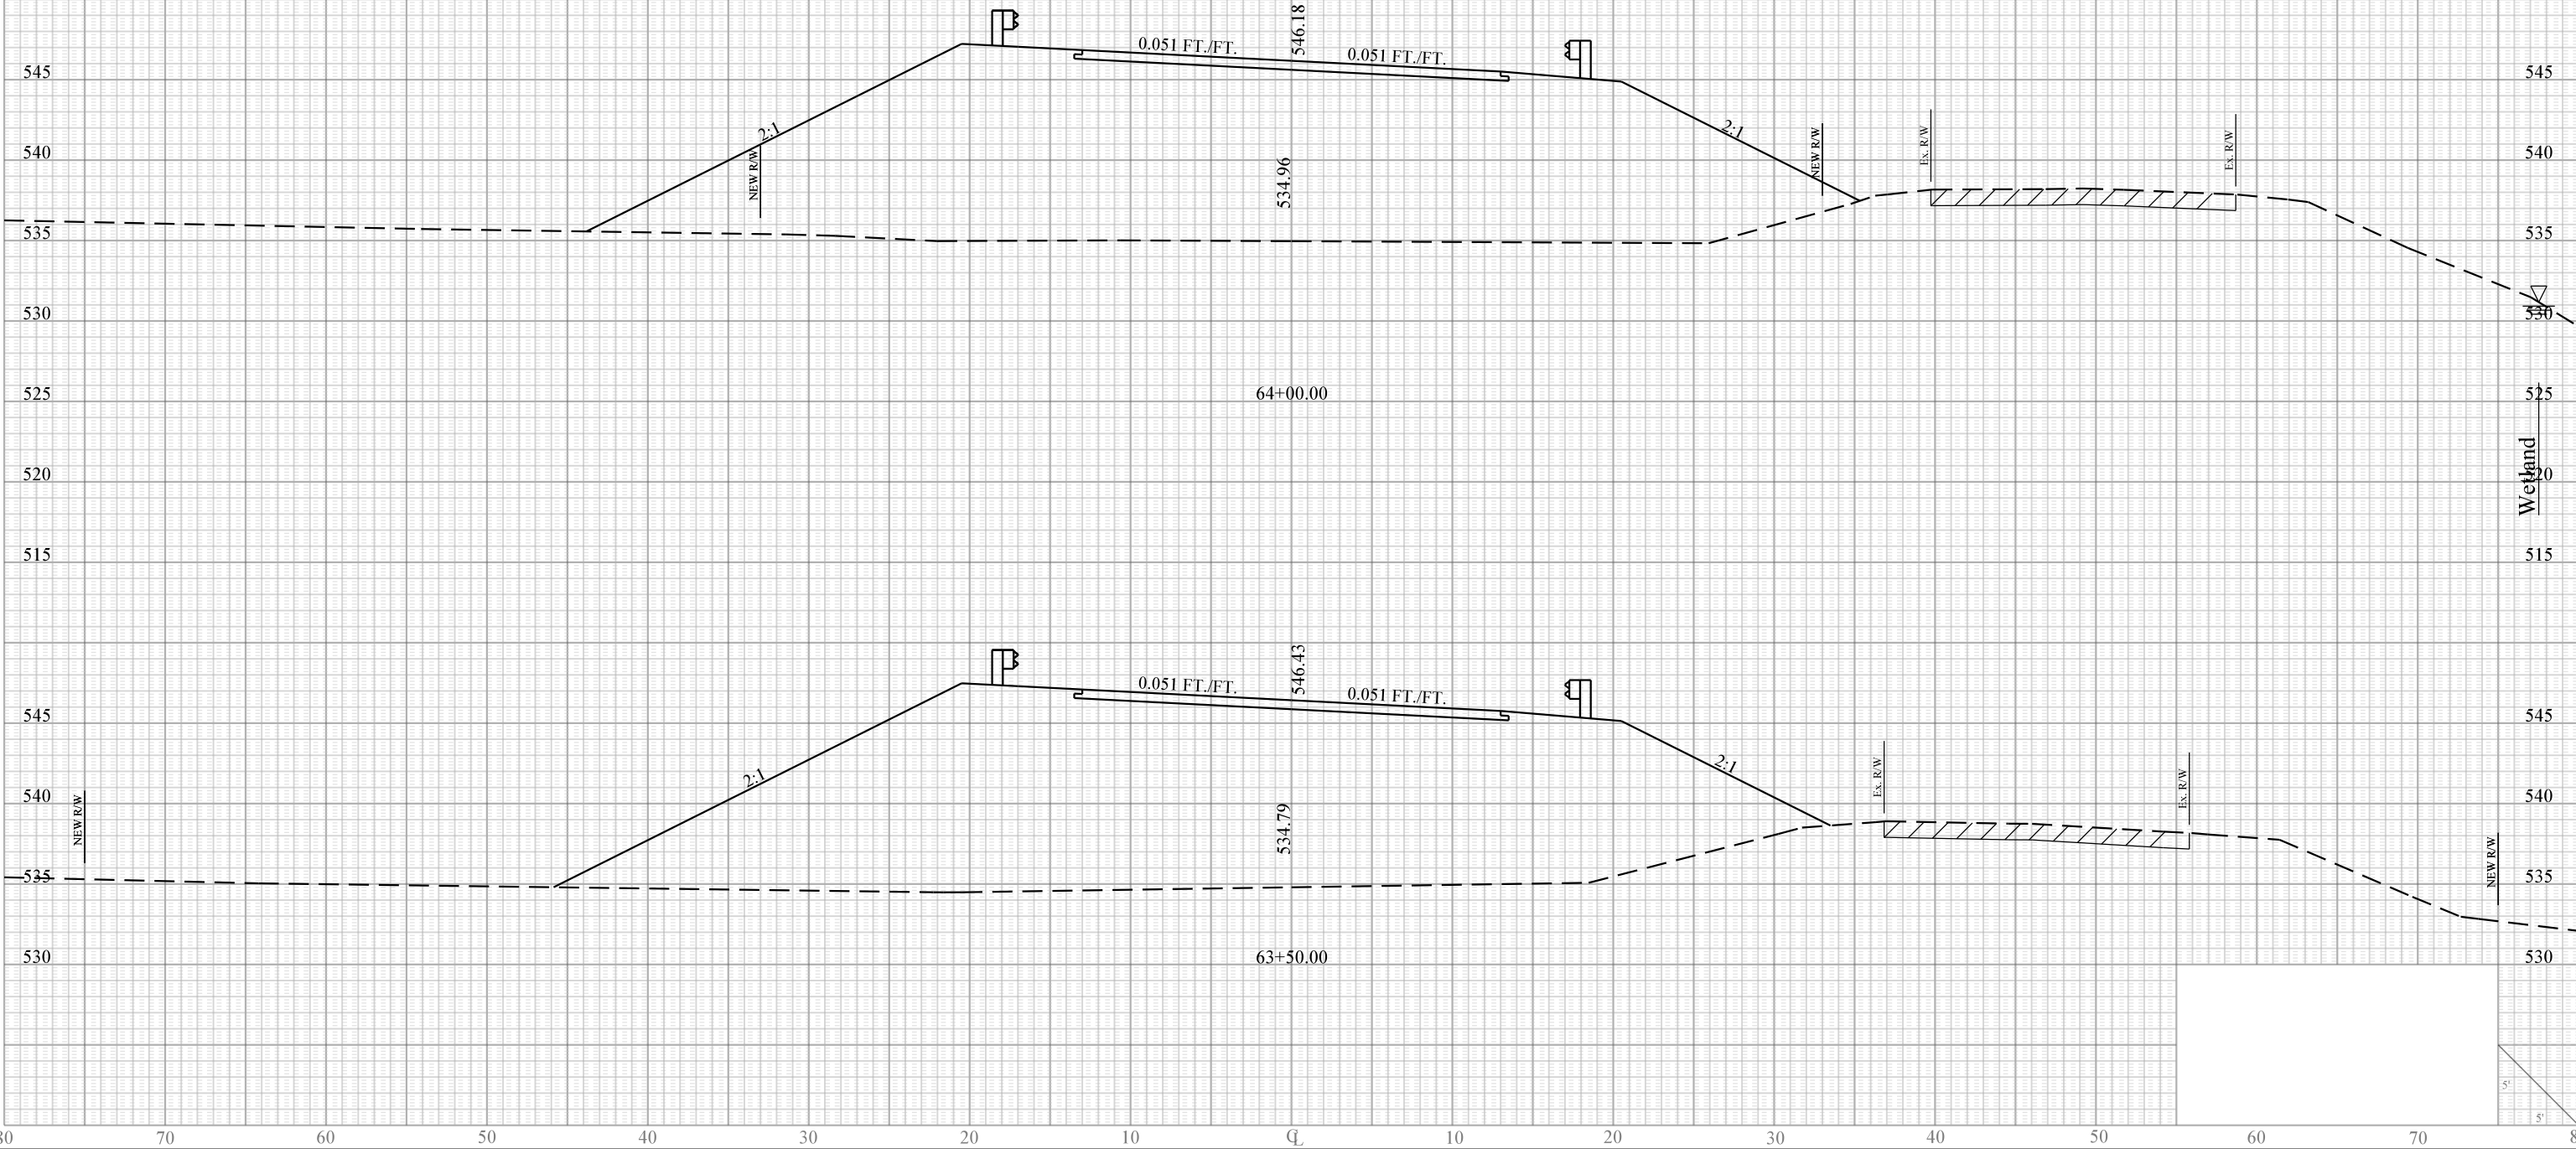 546.18
0.051 FT./FT. 0.051 FT./FT.
545 545
2:1 2:1
540 NEW R/W 534.96 NEW R/W Ex. R/W Ex. R/W 540
535 535
530 530
525 64+00.00 525
520 Wetland 520
515 515
546.43
0.051 FT./FT. 0.051 FT./FT.
545 545
2:1 2:1
540 NEW R/W 534.79 Ex. R/W Ex. R/W 540
535 NEW R/W 535
530 63+50.00 530
5'
5'
80 70 60 50 40 30 20 10 CL 10 20 30 40 50 60 70